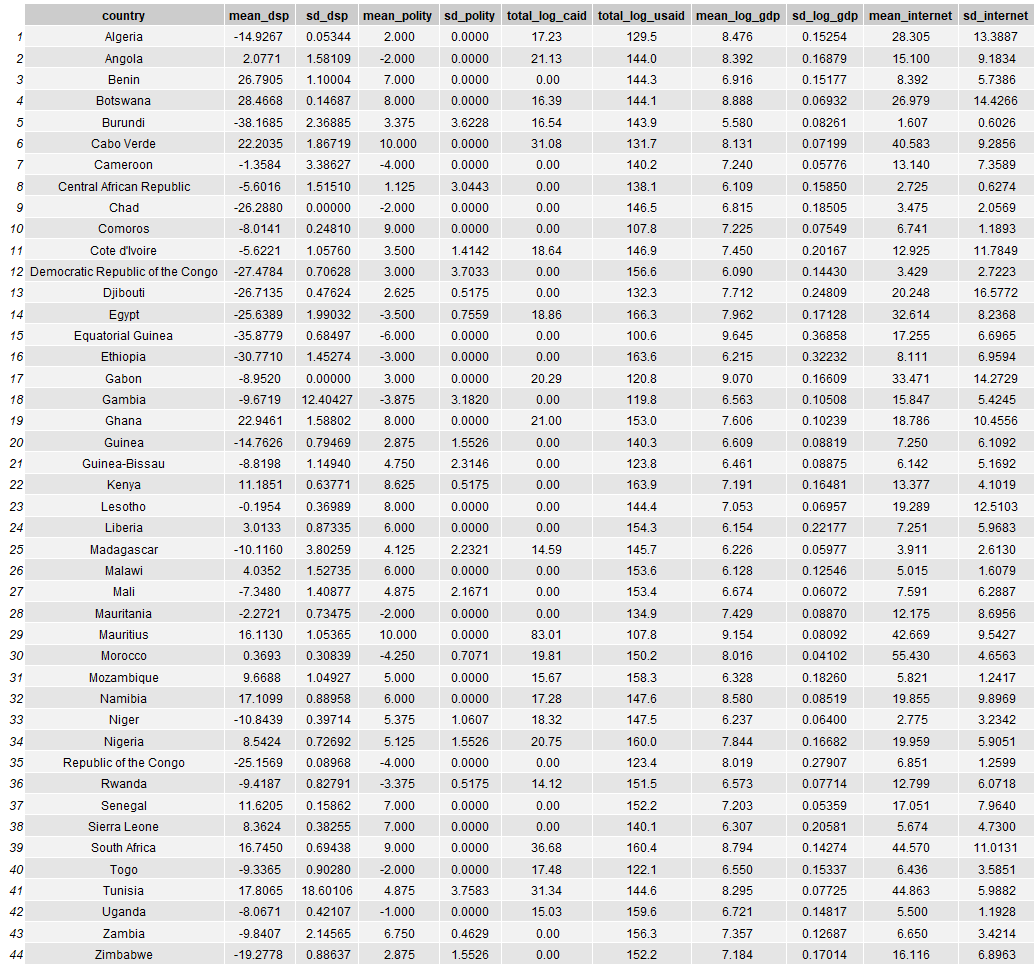 country mean_dsp sd_dsp mean_polity sd_polity total_log_caid total_log_usaid mean_log_gdp sd_log_gdp mean_internet sd_internet
1 Algeria -14.9267 0.05344 2.000 0.0000 17.23 129.5 8.476 0.15254 28.305 13.3887
2 Angola 2.0771 1.58109 -2.000 0.0000 21.13 144.0 8.392 0.16879 15.100 9.1834
3 Benin 26.7905 1.10004 7.000 0.0000 0.00 144.3 6.916 0.15177 8.392 5.7386
4 Botswana 28.4668 0.14687 8.000 0.0000 16.39 144.1 8.888 0.06932 26.979 14.4266
5 Burundi -38.1685 2.36885 3.375 3.6228 16.54 143.9 5.580 0.08261 1.607 0.6026
6 Cabo Verde 22.2035 1.86719 10.000 0.0000 31.08 131.7 8.131 0.07199 40.583 9.2856
7 Cameroon -1.3584 3.38627 -4.000 0.0000 0.00 140.2 7.240 0.05776 13.140 7.3589
8 Central African Republic -5.6016 1.51510 1.125 3.0443 0.00 138.1 6.109 0.15850 2.725 0.6274
9 Chad -26.2880 0.00000 -2.000 0.0000 0.00 146.5 6.815 0.18505 3.475 2.0569
10 Comoros -8.0141 0.24810 9.000 0.0000 0.00 107.8 7.225 0.07549 6.741 1.1893
11 Cote d'Ivoire -5.6221 1.05760 3.500 1.4142 18.64 146.9 7.450 0.20167 12.925 11.7849
12 Democratic Republic of the Congo -27.4784 0.70628 3.000 3.7033 0.00 156.6 6.090 0.14430 3.429 2.7223
13 Djibouti -26.7135 0.47624 2.625 0.5175 0.00 132.3 7.712 0.24809 20.248 16.5772
14 Egypt -25.6389 1.99032 -3.500 0.7559 18.86 166.3 7.962 0.17128 32.614 8.2368
15 Equatorial Guinea -35.8779 0.68497 -6.000 0.0000 0.00 100.6 9.645 0.36858 17.255 6.6965
16 Ethiopia -30.7710 1.45274 -3.000 0.0000 0.00 163.6 6.215 0.32232 8.111 6.9594
17 Gabon -8.9520 0.00000 3.000 0.0000 20.29 120.8 9.070 0.16609 33.471 14.2729
18 Gambia -9.6719 12.40427 -3.875 3.1820 0.00 119.8 6.563 0.10508 15.847 5.4245
19 Ghana 22.9461 1.58802 8.000 0.0000 21.00 153.0 7.606 0.10239 18.786 10.4556
20 Guinea -14.7626 0.79469 2.875 1.5526 0.00 140.3 6.609 0.08819 7.250 6.1092
21 Guinea-Bissau -8.8198 1.14940 4.750 2.3146 0.00 123.8 6.461 0.08875 6.142 5.1692
22 Kenya 11.1851 0.63771 8.625 0.5175 0.00 163.9 7.191 0.16481 13.377 4.1019
23 Lesotho -0.1954 0.36989 8.000 0.0000 0.00 144.4 7.053 0.06957 19.289 12.5103
24 Liberia 3.0133 0.87335 6.000 0.0000 0.00 154.3 6.154 0.22177 7.251 5.9683
25 Madagascar -10.1160 3.80259 4.125 2.2321 14.59 145.7 6.226 0.05977 3.911 2.6130
26 Malawi 4.0352 1.52735 6.000 0.0000 0.00 153.6 6.128 0.12546 5.015 1.6079
27 Mali -7.3480 1.40877 4.875 2.1671 0.00 153.4 6.674 0.06072 7.591 6.2887
28 Mauritania -2.2721 0.73475 -2.000 0.0000 0.00 134.9 7.429 0.08870 12.175 8.6956
29 Mauritius 16.1130 1.05365 10.000 0.0000 83.01 107.8 9.154 0.08092 42.669 9.5427
30 Morocco 0.3693 0.30839 -4.250 0.7071 19.81 150.2 8.016 0.04102 55.430 4.6563
31 Mozambique 9.6688 1.04927 5.000 0.0000 15.67 158.3 6.328 0.18260 5.821 1.2417
32 Namibia 17.1099 0.88958 6.000 0.0000 17.28 147.6 8.580 0.08519 19.855 9.8969
33 Niger -10.8439 0.39714 5.375 1.0607 18.32 147.5 6.237 0.06400 2.775 3.2342
34 Nigeria 8.5424 0.72692 5.125 1.5526 20.75 160.0 7.844 0.16682 19.959 5.9051
35 Republic of the Congo -25.1569 0.08968 -4.000 0.0000 0.00 123.4 8.019 0.27907 6.851 1.2599
36 Rwanda -9.4187 0.82791 -3.375 0.5175 14.12 151.5 6.573 0.07714 12.799 6.0718
37 Senegal 11.6205 0.15862 7.000 0.0000 0.00 152.2 7.203 0.05359 17.051 7.9640
38 Sierra Leone 8.3624 0.38255 7.000 0.0000 0.00 140.1 6.307 0.20581 5.674 4.7300
39 South Africa 16.7450 0.69438 9.000 0.0000 36.68 160.4 8.794 0.14274 44.570 11.0131
40 Togo -9.3365 0.90280 -2.000 0.0000 17.48 122.1 6.550 0.15337 6.436 3.5851
41 Tunisia 17.8065 18.60106 4.875 3.7583 31.34 144.6 8.295 0.07725 44.863 5.9882
42 Uganda -8.0671 0.42107 -1.000 0.0000 15.03 159.6 6.721 0.14817 5.500 1.1928
43 Zambia -9.8407 2.14565 6.750 0.4629 0.00 156.3 7.357 0.12687 6.650 3.4214
44 Zimbabwe -19.2778 0.88637 2.875 1.5526 0.00 152.2 7.184 0.17014 16.116 6.8963